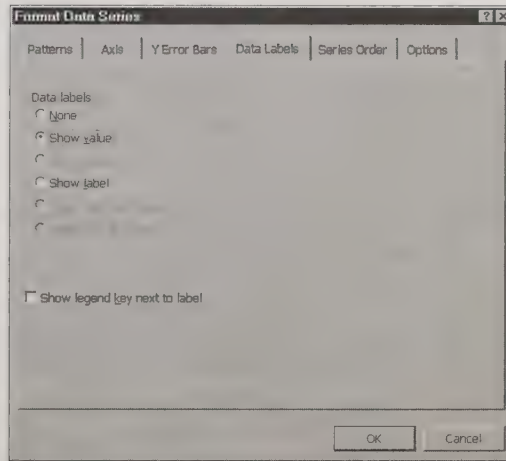 Format Data Series
Patterns Axis Y Error Bars Data Labels Series Order Options
Data labels
None
Show value
Show label
Show legend key next to label
OK Cancel